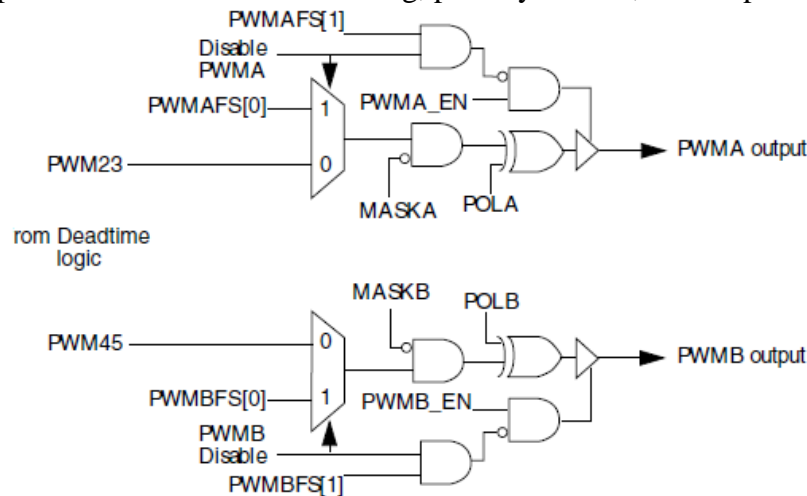 PWMAFS[1]
Disable
PWMA
PWMAFS[0]
1
PWMA_EN
PWM23
0
PWMA output
MASKA
POLA
rom Deadtime
logic
MASKB
POLB
PWM45
0
PWMB output
PWMBFS[0]
1
PWMB_EN
PWMB
Disable
PWMBFS[1]